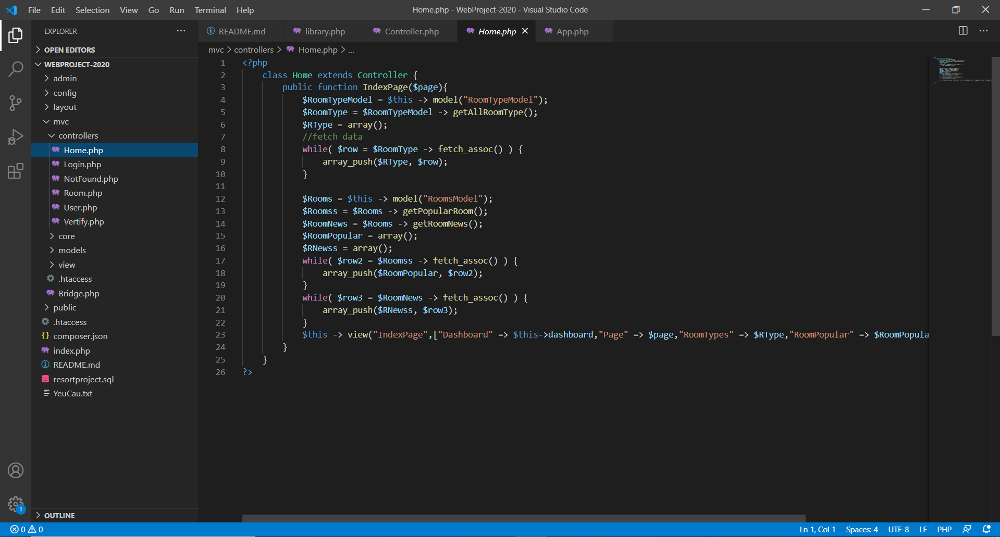 File Edit Selection View Go Run Terminal Help
Home.php - WebProject-2020 - Visual Studio Code
EXPLORER
OPEN EDITORS
WEBPROJECT-2020
admin
config
layout
mvc
controllers
Home.php
Login.php
NotFound.php
Room.php
User.php
Vertify.php
core
models
view
.htaccess
Bridge.php
public
.htaccess
composer.json
index.php
README.md
resortproject.sql
YeuCau.txt
OUTLINE
1
README.md library.php Controller.php Home.php App.php
mvc > controllers > Home.php > ...
1 <?php
2 class Home extends Controller {
3 public function IndexPage($page){
4 $RoomTypeModel = $this -> model("RoomTypeModel");
5 $RoomType = $RoomTypeModel -> getAllRoomType();
6 $RType = array();
7 //fetch data
8 while( $row = $RoomType -> fetch_assoc() ) {
9 array_push($RType, $row);
10 }
11
12 $Rooms = $this -> model("RoomsModel");
13 $Roomss = $Rooms -> getPopularRoom();
14 $RoomNews = $Rooms -> getRoomNews();
15 $RoomPopular = array();
16 $RNewss = array();
17 while( $row2 = $Roomss -> fetch_assoc() ) {
18 array_push($RoomPopular, $row2);
19 }
20 while( $row3 = $RoomNews -> fetch_assoc() ) {
21 array_push($RNewss, $row3);
22 }
23 $this -> view("IndexPage",["Dashboard" => $this->dashboard,"Page" => $page,"RoomTypes" => $RType,"RoomPopular" => $RoomPopula
24 }
25 }
26 ?>
0 0
Ln 1, Col 1 Spaces: 4 UTF-8 LF PHP